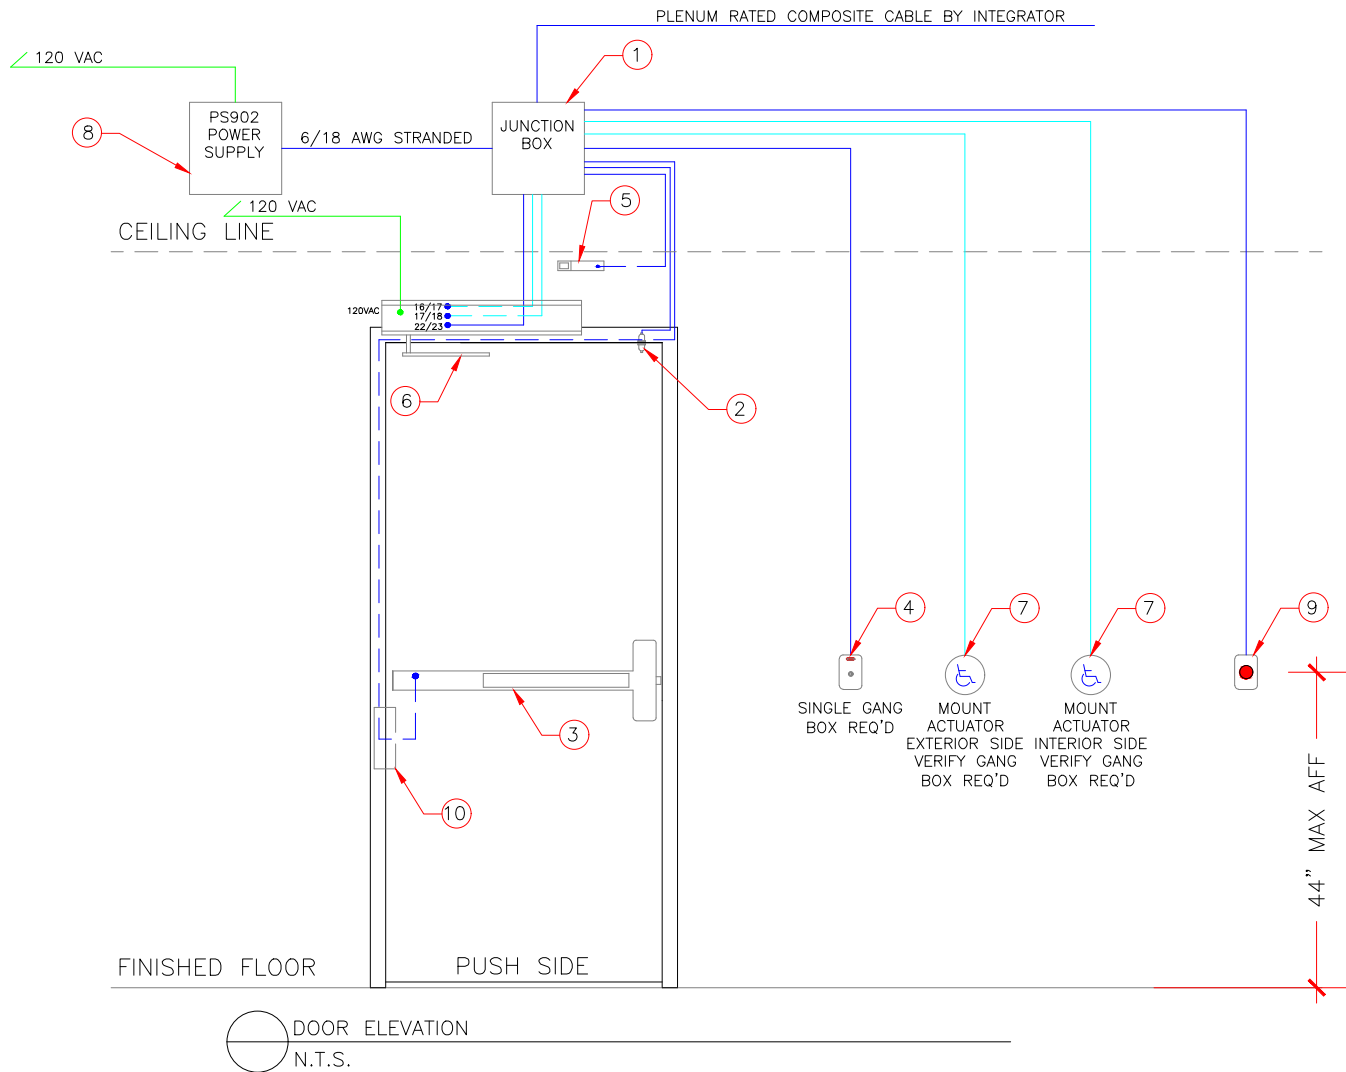 PLENUM RATED COMPOSITE CABLE BY INTEGRATOR
120 VAC
1
PS902
POWER
SUPPLY
8
6/18 AWG STRANDED
JUNCTION
BOX
120 VAC
5
CEILING LINE
120VAC
16/17
17/18
22/23
6
2
4
7
7
9
SINGLE GANG
BOX REQ'D
MOUNT
ACTUATOR
EXTERIOR SIDE
VERIFY GANG
BOX REQ'D
MOUNT
ACTUATOR
INTERIOR SIDE
VERIFY GANG
BOX REQ'D
3
10
44" MAX AFF
FINISHED FLOOR
PUSH SIDE
DOOR ELEVATION
N.T.S.